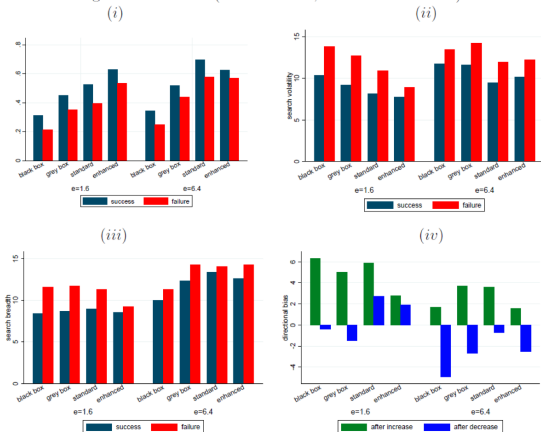 (i)
(ii)
.8
.6
.4
.2
0
black box
grey box
standard
enhanced
black box
grey box
standard
enhanced
e=1.6
e=6.4
success
failure
search volatility
15
10
5
0
black box
grey box
standard
enhanced
black box
grey box
standard
enhanced
e=1.6
e=6.4
success
failure
(iii)
(iv)
search breadth
15
10
5
0
black box
grey box
standard
enhanced
black box
grey box
standard
enhanced
e=1.6
e=6.4
success
failure
directional bias
6
4
2
0
-2
-4
black box
grey box
standard
enhanced
black box
grey box
standard
enhanced
e=1.6
e=6.4
after increase
after decrease